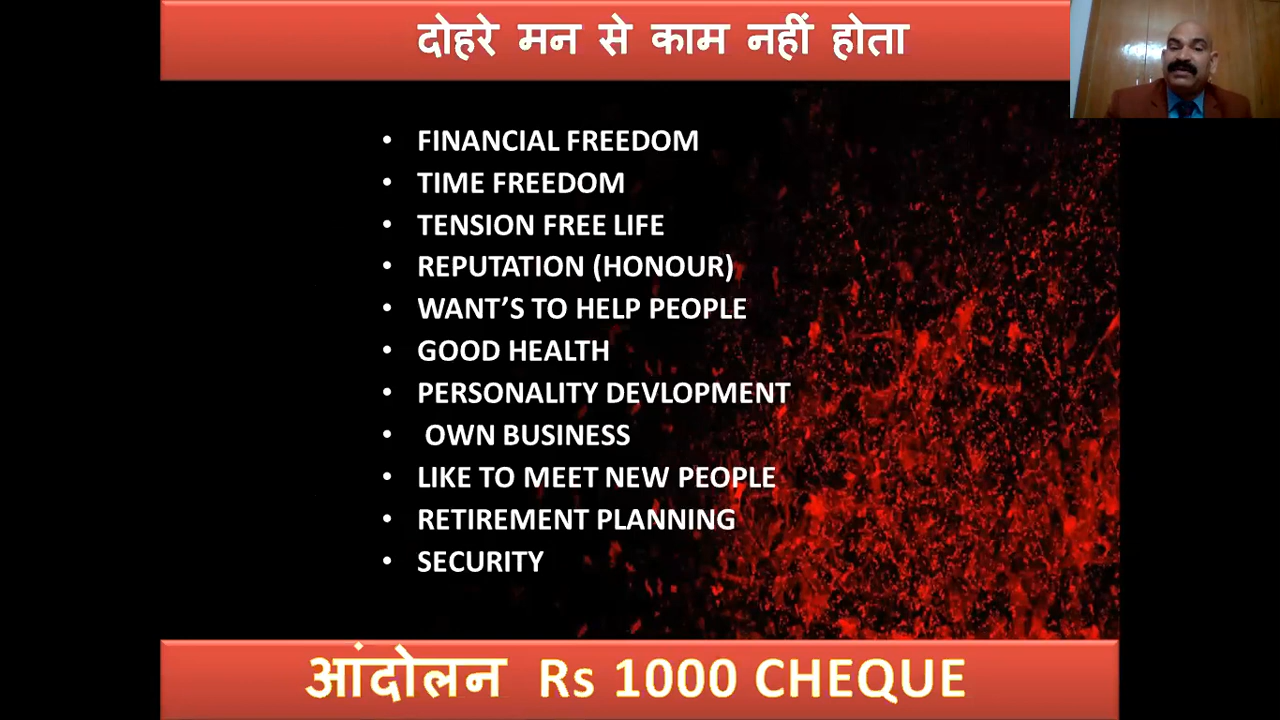 दोहरे मन से काम नहीं होता
• FINANCIAL FREEDOM
• TIME FREEDOM
• TENSION FREE LIFE
• REPUTATION (HONOUR)
• WANT’S TO HELP PEOPLE
• GOOD HEALTH
• PERSONALITY DEVLOPMENT
• OWN BUSINESS
• LIKE TO MEET NEW PEOPLE
• RETIREMENT PLANNING
• SECURITY
आंदोलन Rs 1000 CHEQUE